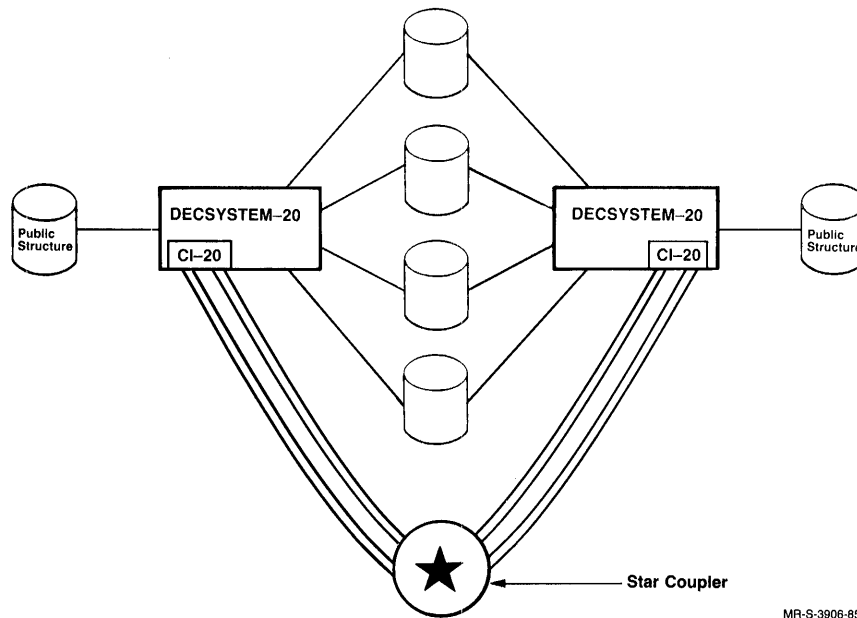 DECSYSTEM–20
DECSYSTEM–20
Public
Structure
CI–20
CI–20
Public
Structure
Star Coupler
MR-S-3906-85